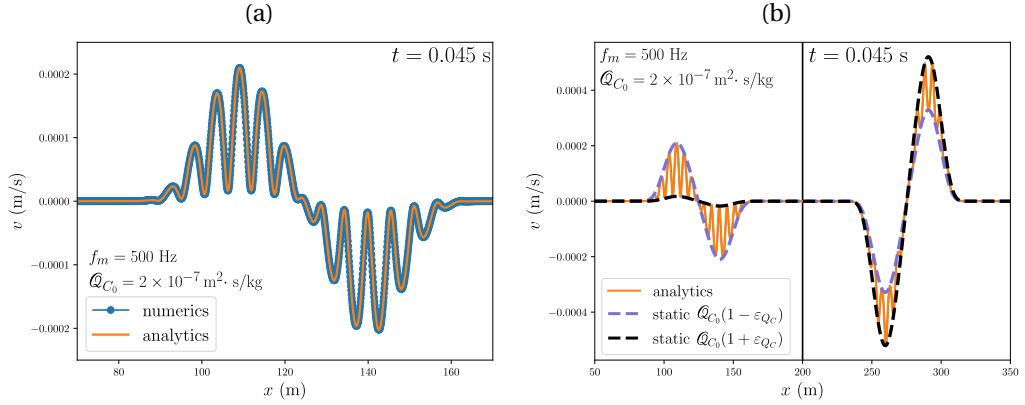 (a)
t = 0.045 s
0.0002
0.0001
0.0000
−0.0001
−0.0002
v (m/s)
f_m = 500 Hz
𝒬_{C_0} = 2 × 10^{−7} m^2· s/kg
numerics
analytics
80
100
120
140
160
x (m)
(b)
f_m = 500 Hz
t = 0.045 s
𝒬_{C_0} = 2 × 10^{−7} m^2· s/kg
0.0004
0.0002
0.0000
−0.0002
−0.0004
v (m/s)
analytics
static 𝒬_{C_0}(1 − ε_{Q_C})
static 𝒬_{C_0}(1 + ε_{Q_C})
50
100
150
200
250
300
350
x (m)